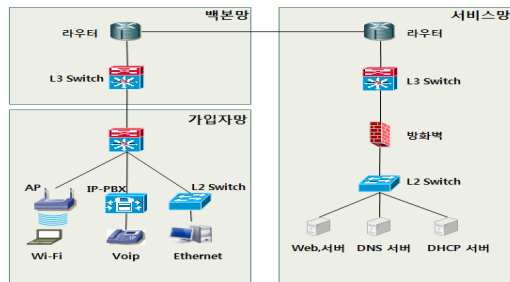 백본망
라우터
L3 Switch
가입자망
AP
IP-PBX
L2 Switch
Wi-Fi
Voip
Ethernet
서비스망
라우터
L3 Switch
방화벽
L2 Switch
Web,서버
DNS 서버
DHCP 서버